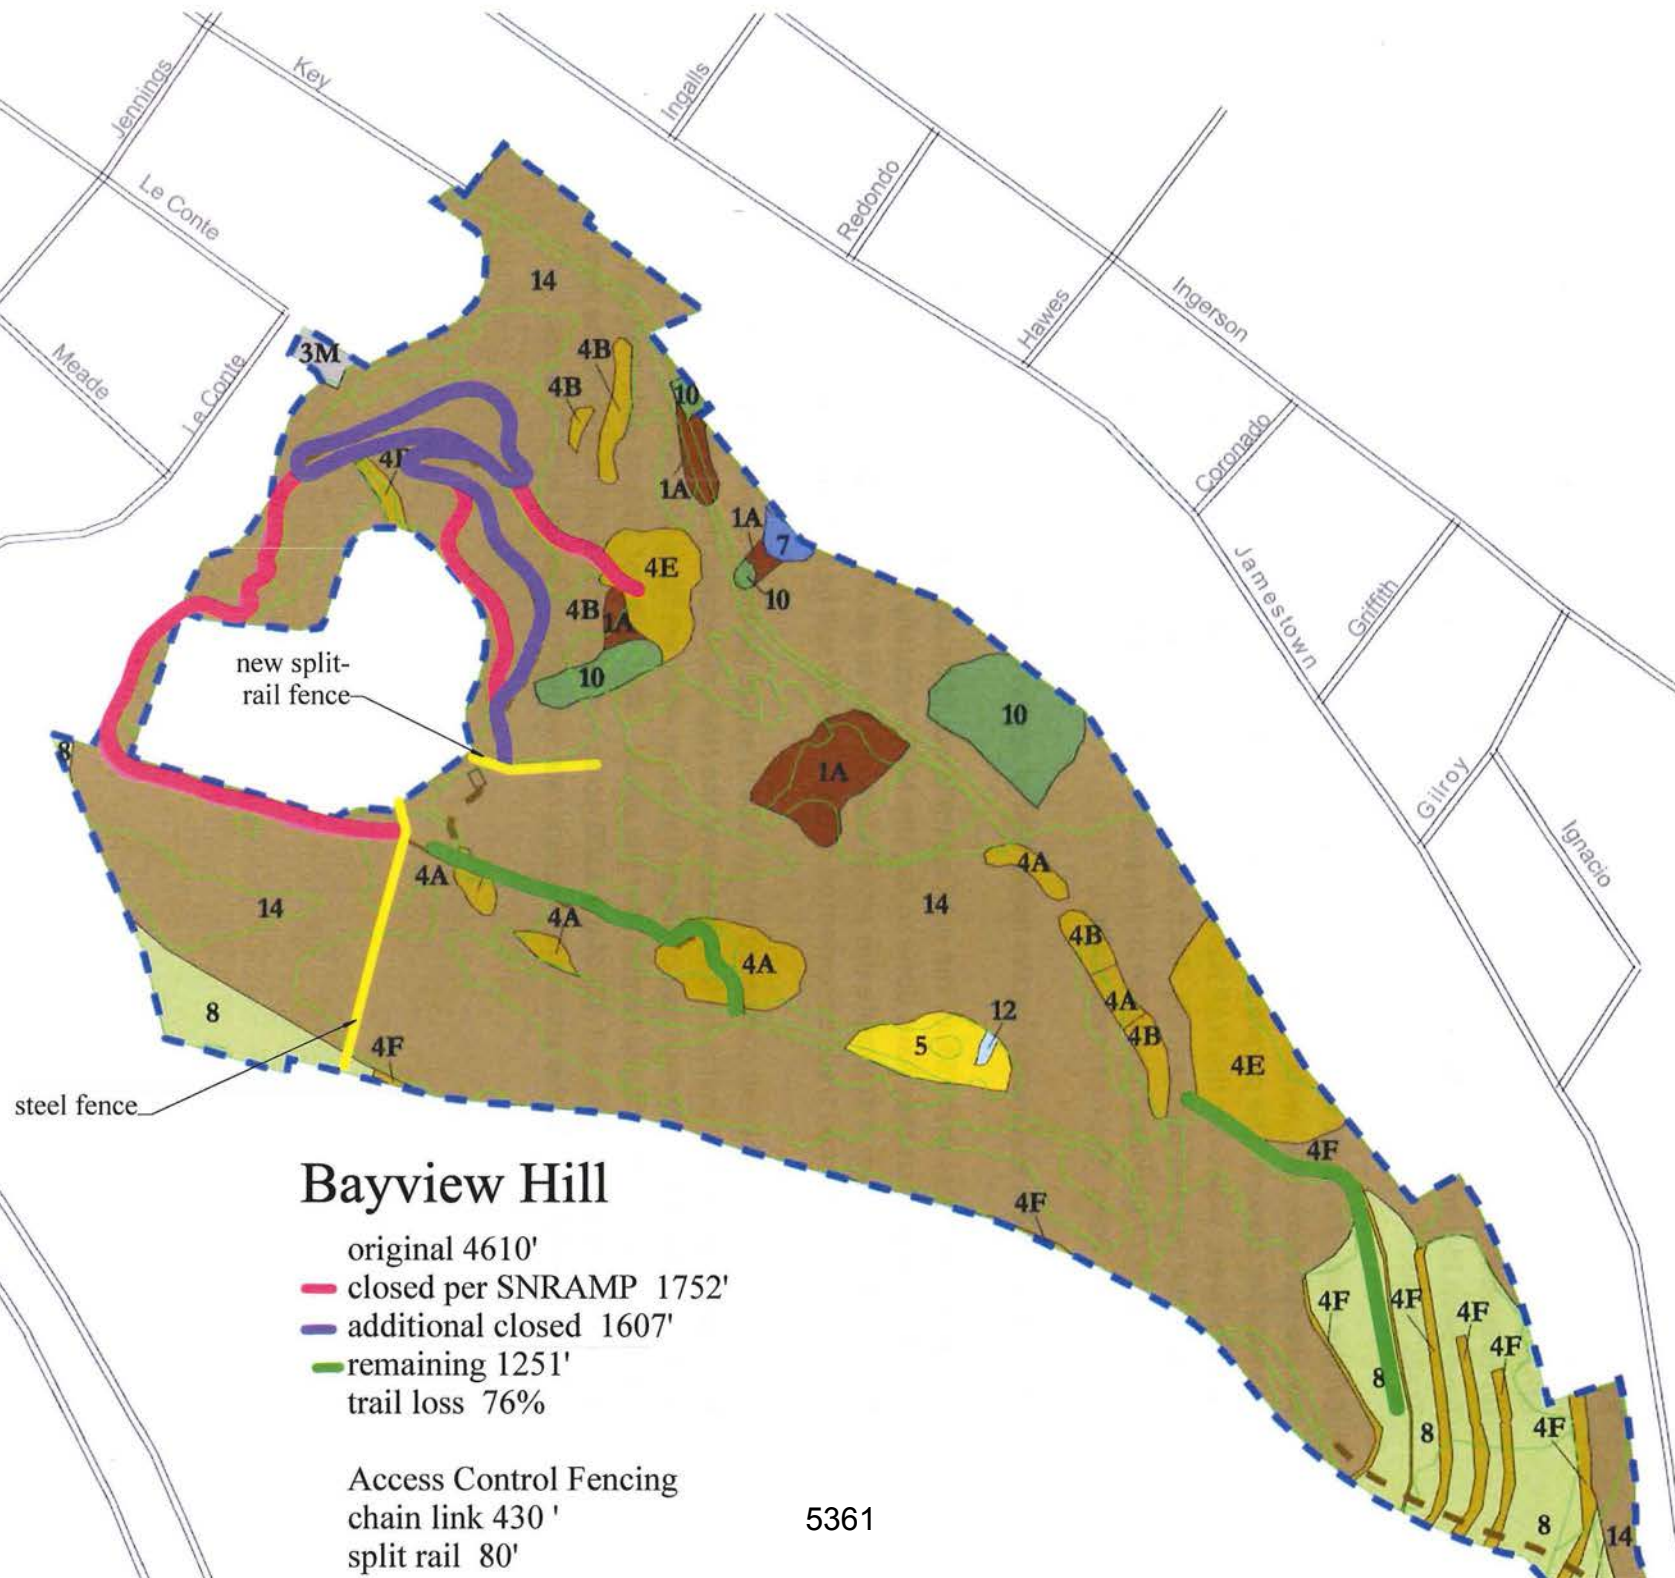 Jennings
Key
Ingalls
Le Conte
Redondo
14
Hawes
Ingerson
3M
4B
Meade
Le Conte
4B
10
Coronado
1A
1A
7
4E
10
4B
1A
Jamestown
Griffith
new split-
rail fence
10
10
8
1A
Gilroy
Ignacio
4A
4A
14
14
4A
4B
4A
8
12
4A
5
4B
4F
4E
steel fence
4F
Bayview Hill
4F
original 4610'
closed per SNRAMP 1752'
additional closed 1607'
remaining 1251'
trail loss 76%
4F
4F
4F
4F
8
8
4F
Access Control Fencing
chain link 430 '
split rail 80'
5361
8
14